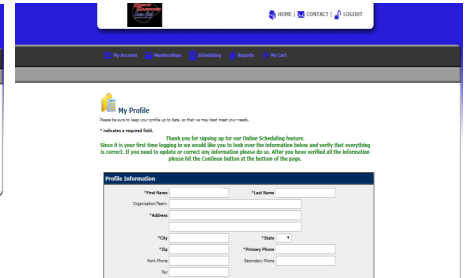 HOME | CONTACT | LOGOUT
My Account Memberships Scheduling Reports My Cart
My Profile
Please be sure to keep your profile up to date, so that we may best meet your needs.
* indicates a required field.
Thank you for signing up for our Online Scheduling feature.
Since it is your first time logging in we would like you to look over the information below and verify that everything
is correct. If you need to update or correct any information please do so. After you have verified all the information
please hit the Continue button at the bottom of the page.
Profile Information
*First Name *Last Name
Organization/Team:
*Address
*City *State
*Zip *Primary Phone
Work Phone Secondary Phone
Fax